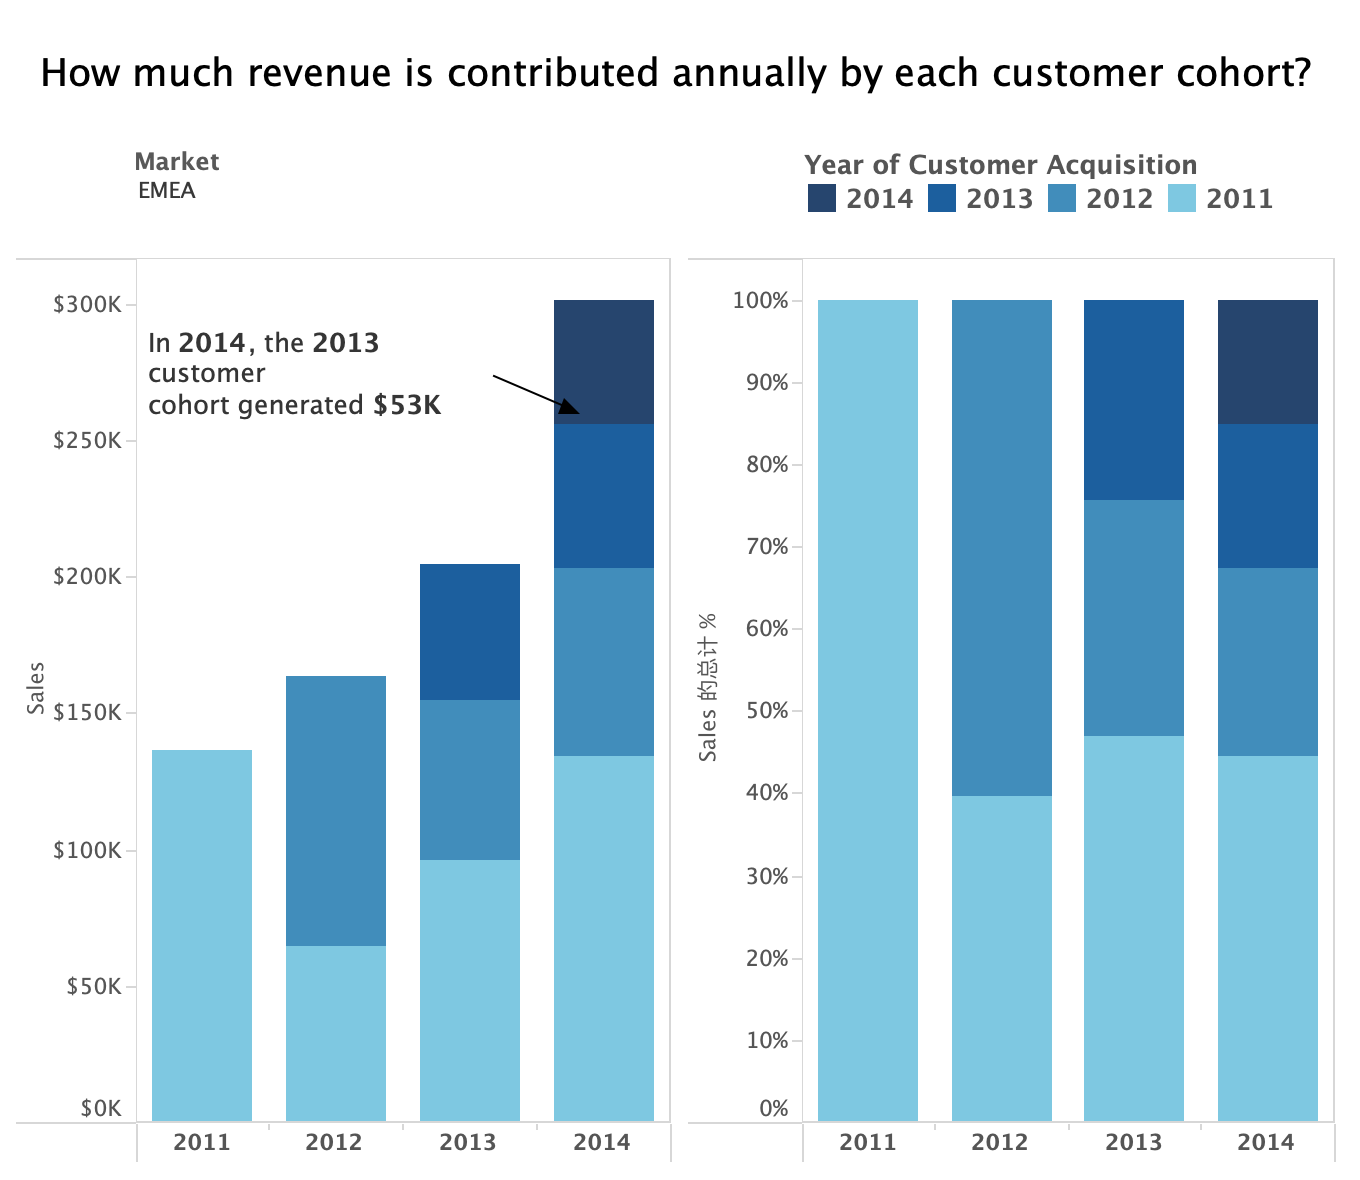 How much revenue is contributed annually by each customer cohort?
Market
EMEA
Year of Customer Acquisition
2014 2013 2012 2011
$300K
$250K
$200K
$150K
$100K
$50K
$0K
Sales
In 2014, the 2013
customer
cohort generated $53K
2011 2012 2013 2014
100%
90%
80%
70%
60%
50%
40%
30%
20%
10%
0%
Sales 的总计 %
2011 2012 2013 2014